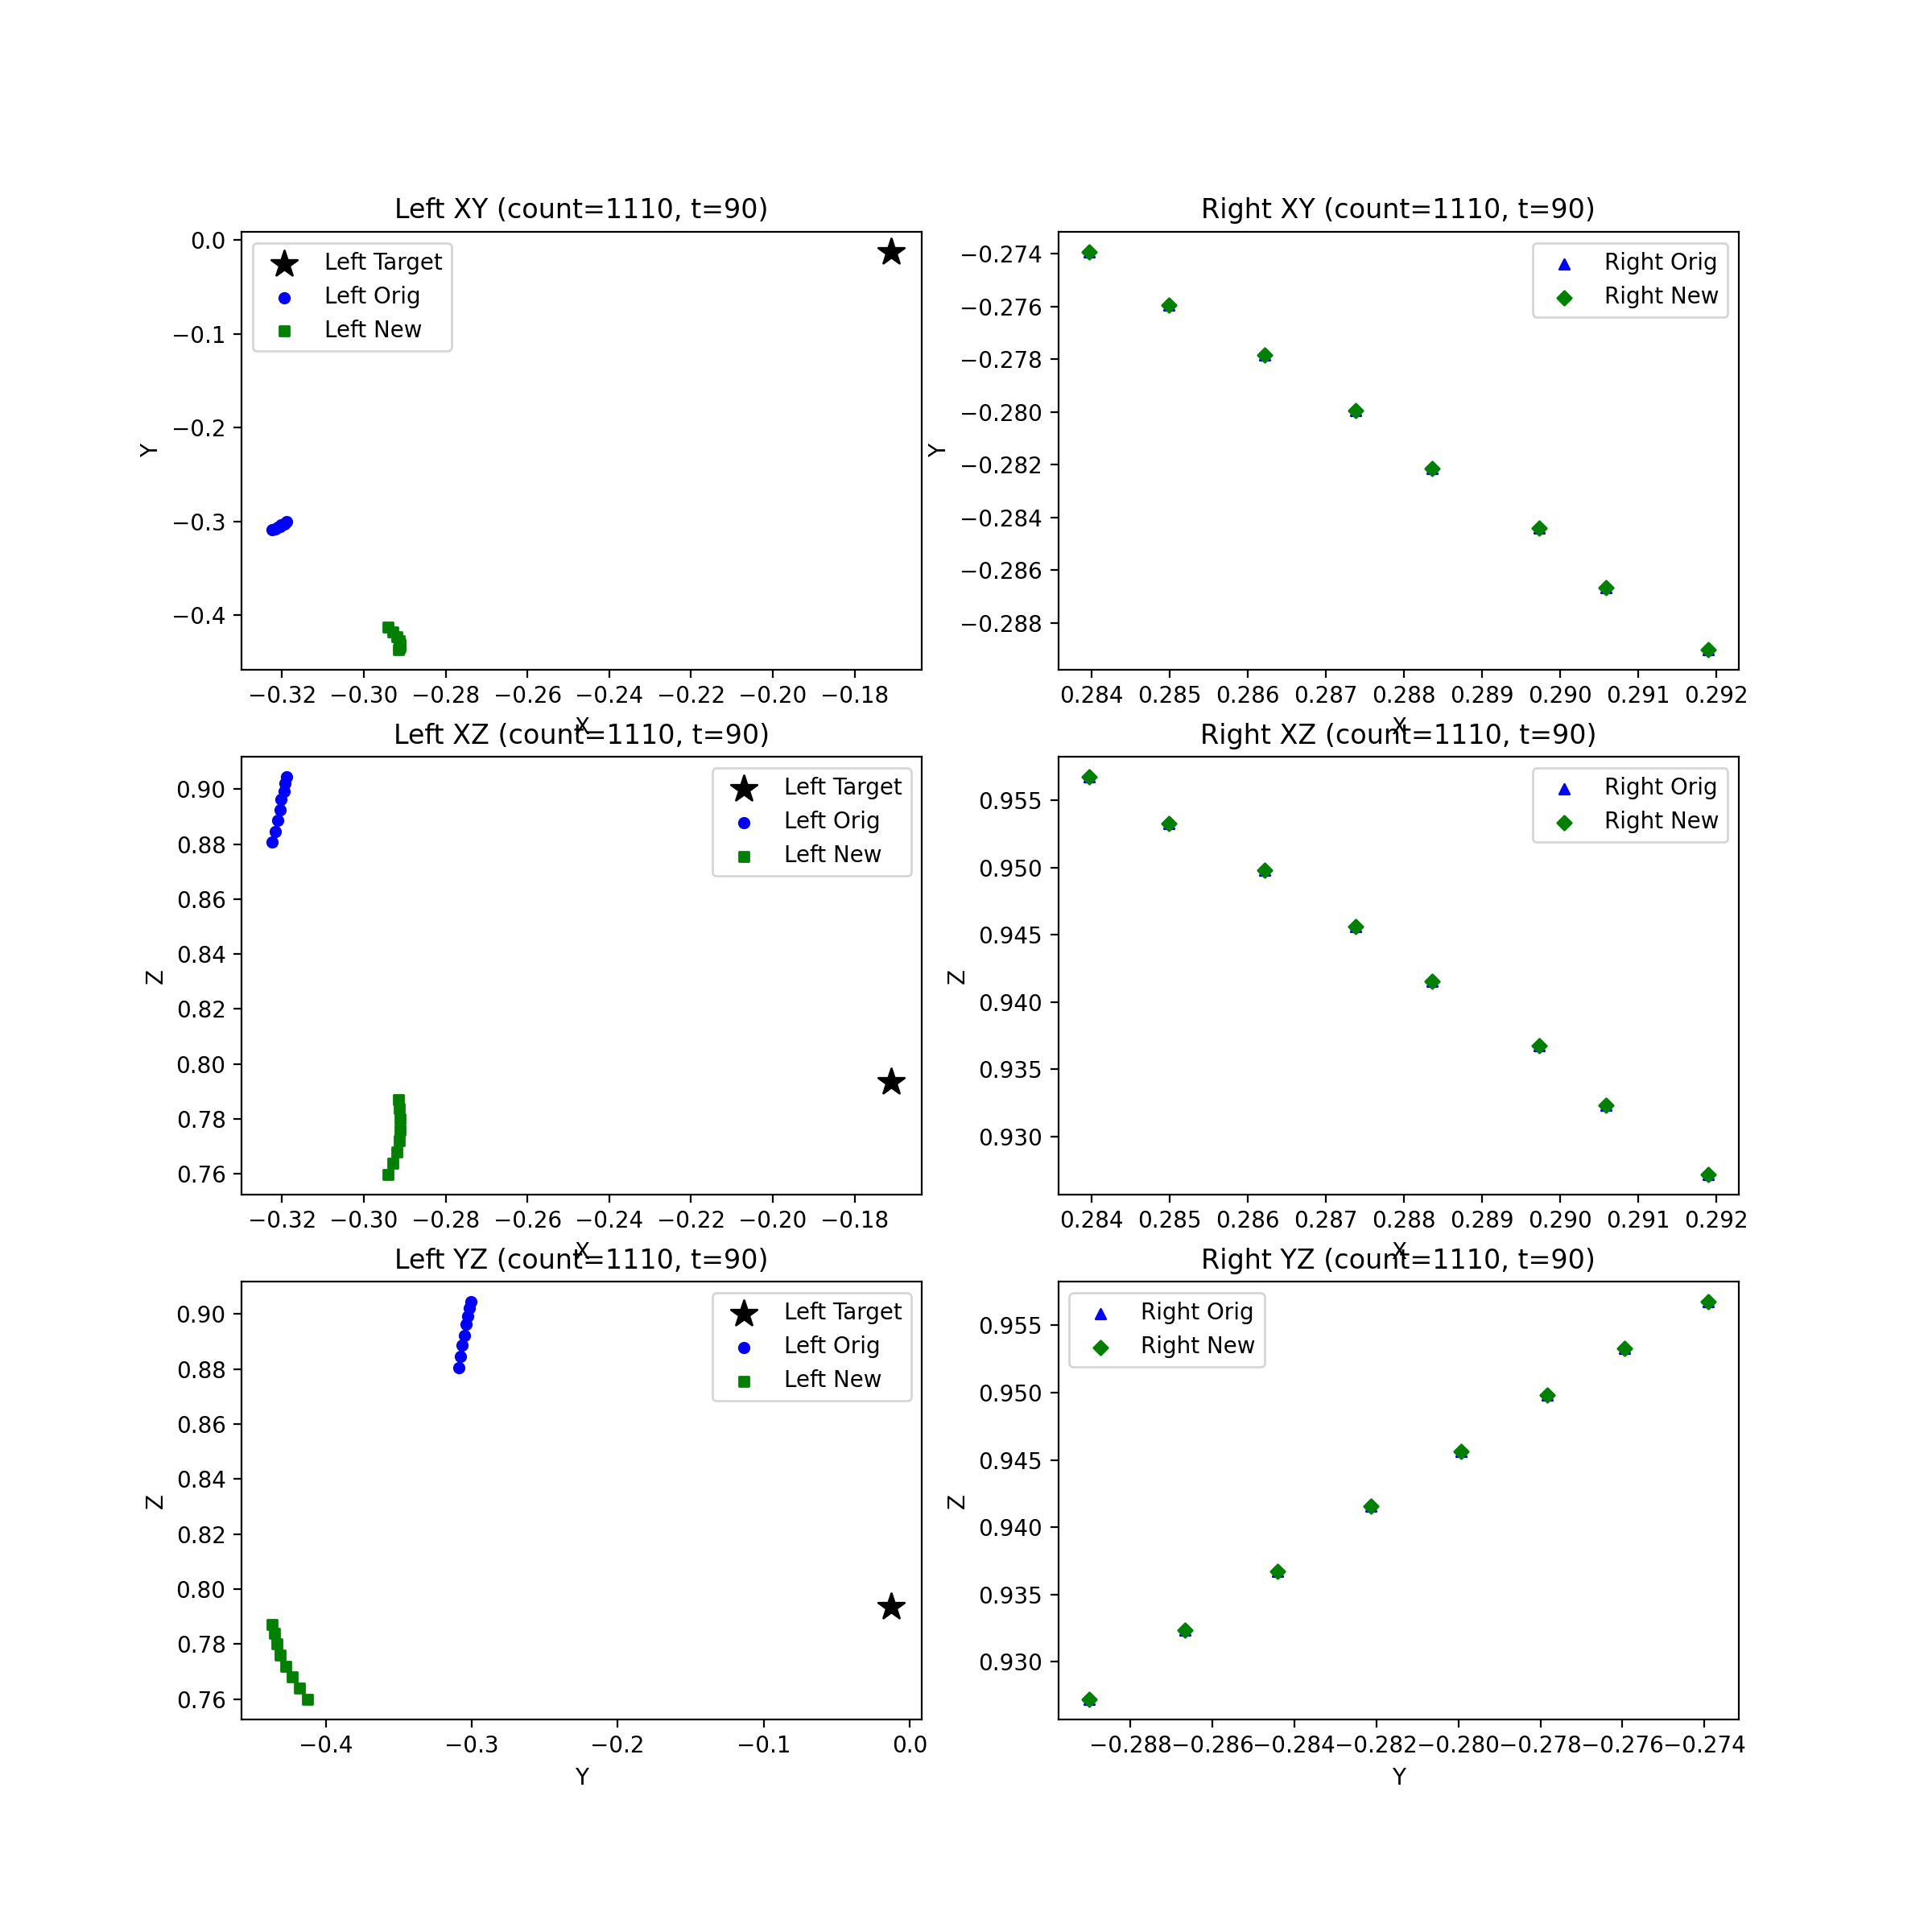 Left XY (count=1110, t=90)
Left Target
Left Orig
Left New
0.0
−0.1
−0.2
−0.3
−0.4
Y
−0.32 −0.30 −0.28 −0.26 −0.24 −0.22 −0.20 −0.18
X
Right XY (count=1110, t=90)
Right Orig
Right New
−0.274
−0.276
−0.278
−0.280
−0.282
−0.284
−0.286
−0.288
Y
0.284 0.285 0.286 0.287 0.288 0.289 0.290 0.291 0.292
X
Left XZ (count=1110, t=90)
Left Target
Left Orig
Left New
0.90
0.88
0.86
0.84
0.82
0.80
0.78
0.76
Z
−0.32 −0.30 −0.28 −0.26 −0.24 −0.22 −0.20 −0.18
X
Right XZ (count=1110, t=90)
Right Orig
Right New
0.955
0.950
0.945
0.940
0.935
0.930
Z
0.284 0.285 0.286 0.287 0.288 0.289 0.290 0.291 0.292
X
Left YZ (count=1110, t=90)
Left Target
Left Orig
Left New
0.90
0.88
0.86
0.84
0.82
0.80
0.78
0.76
Z
−0.4 −0.3 −0.2 −0.1 0.0
Y
Right YZ (count=1110, t=90)
Right Orig
Right New
0.955
0.950
0.945
0.940
0.935
0.930
Z
−0.288 −0.286 −0.284 −0.282 −0.280 −0.278 −0.276 −0.274
Y